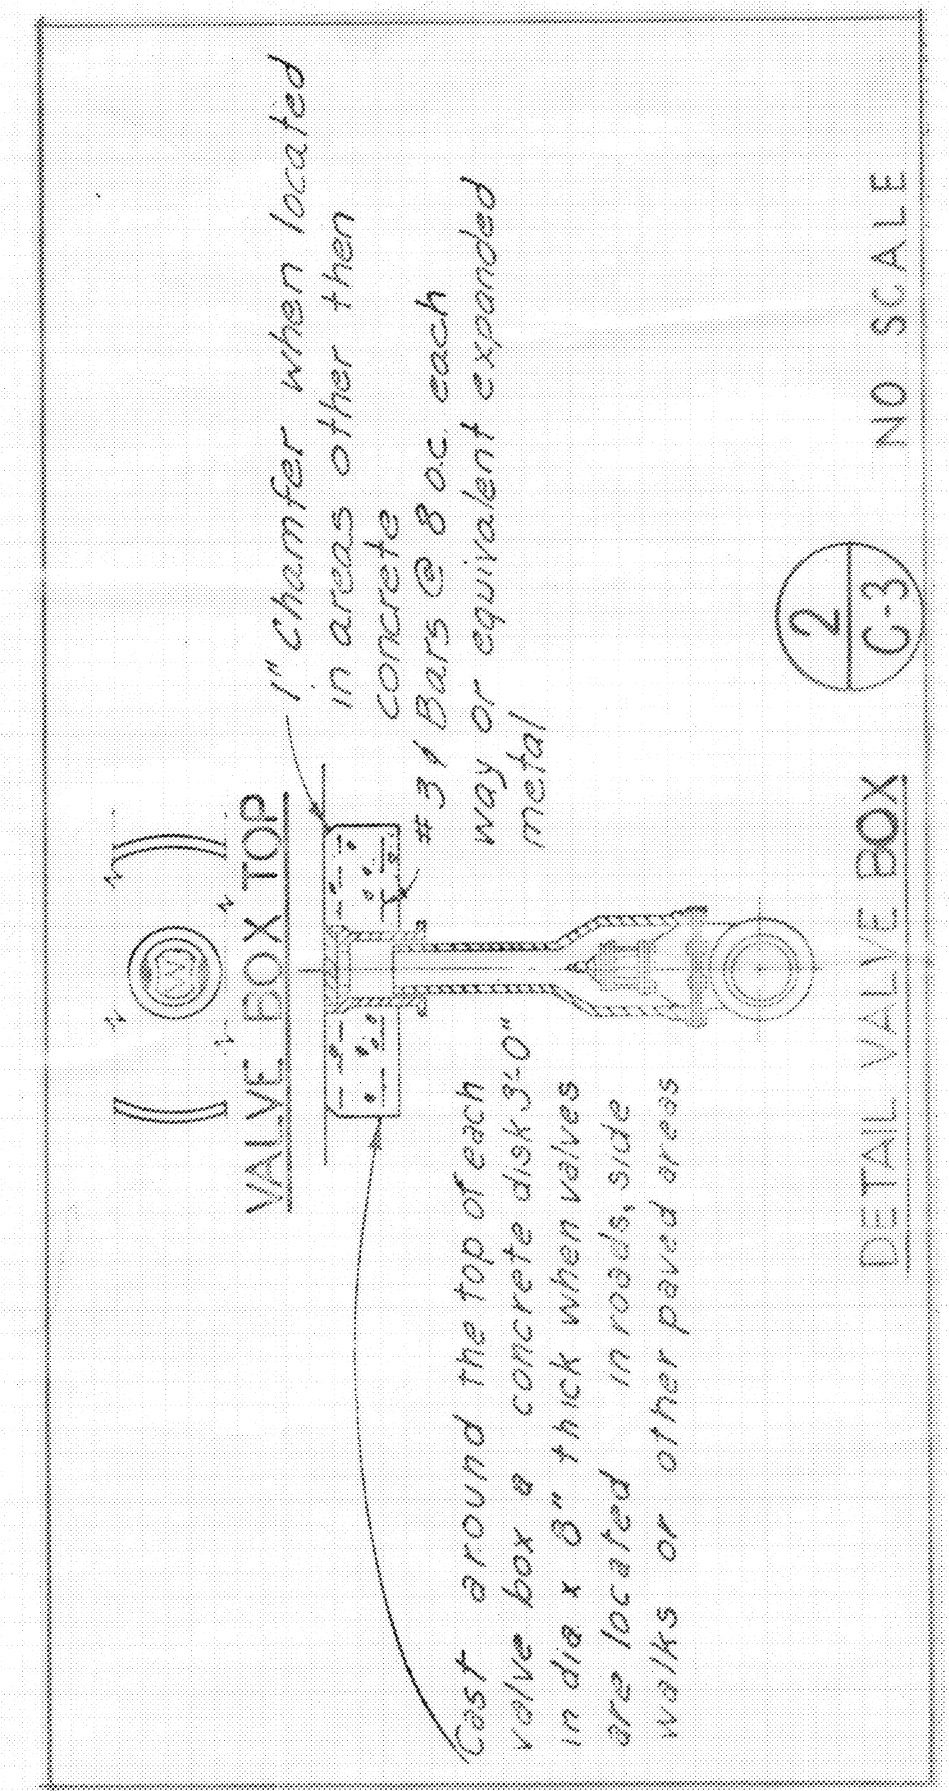 VALVE BOX TOP
1" Chamfer when located
in areas other then
concrete
#3 Bars @ 8 o.c. each
way or equivalent expanded
metal
Cast around the top of each
valve box a concrete disk 3'-0"
in dia x 8" thick when valves
are located in roads, side
walks or other paved areas
DETAIL VALVE BOX
2
C-3
NO SCALE